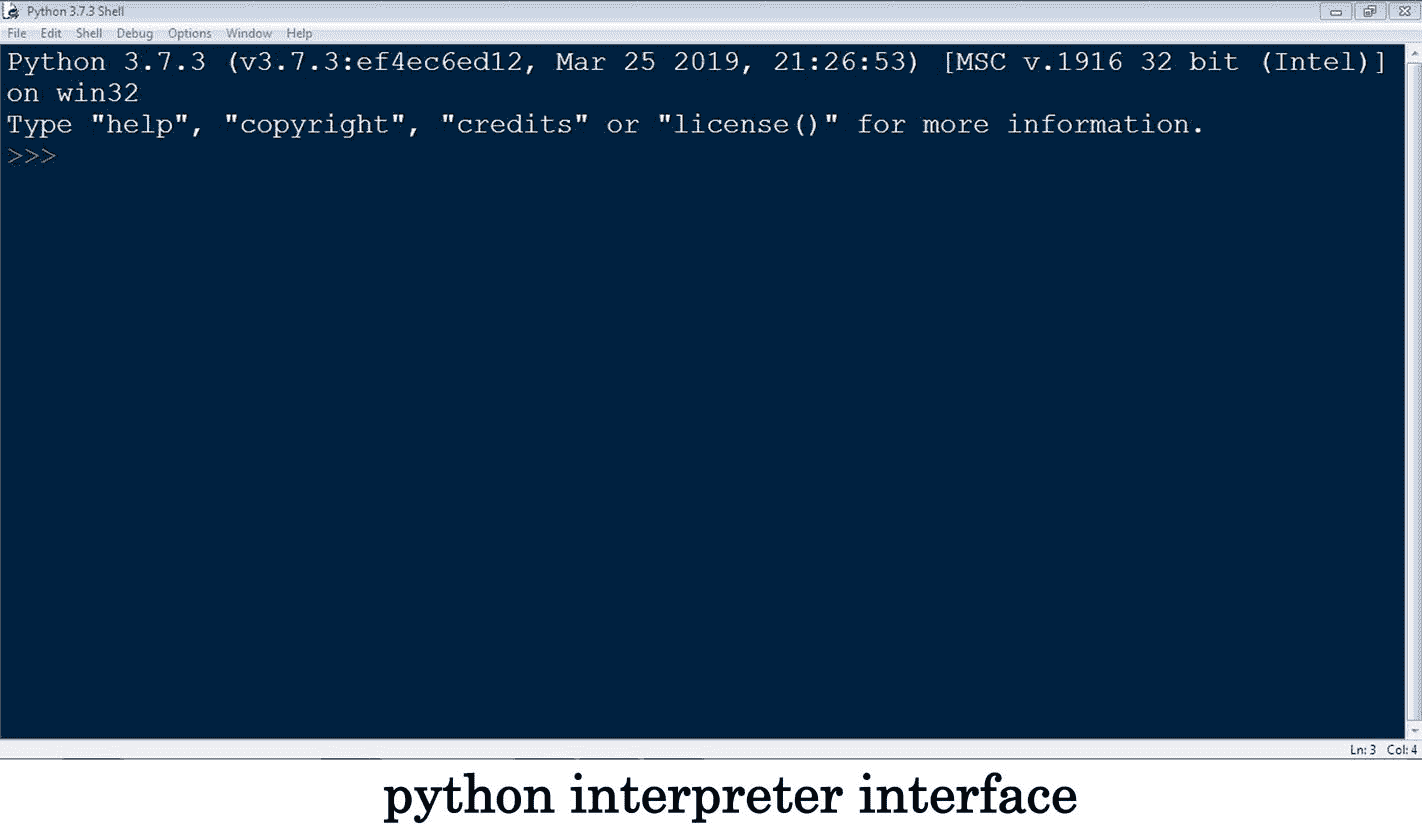 Python 3.7.3 Shell
File Edit Shell Debug Options Window Help
Python 3.7.3 (v3.7.3:ef4ec6ed12, Mar 25 2019, 21:26:53) [MSC v.1916 32 bit (Intel)]
on win32
Type "help", "copyright", "credits" or "license()" for more information.
>>>
Ln: 3 Col: 4
python interpreter interface